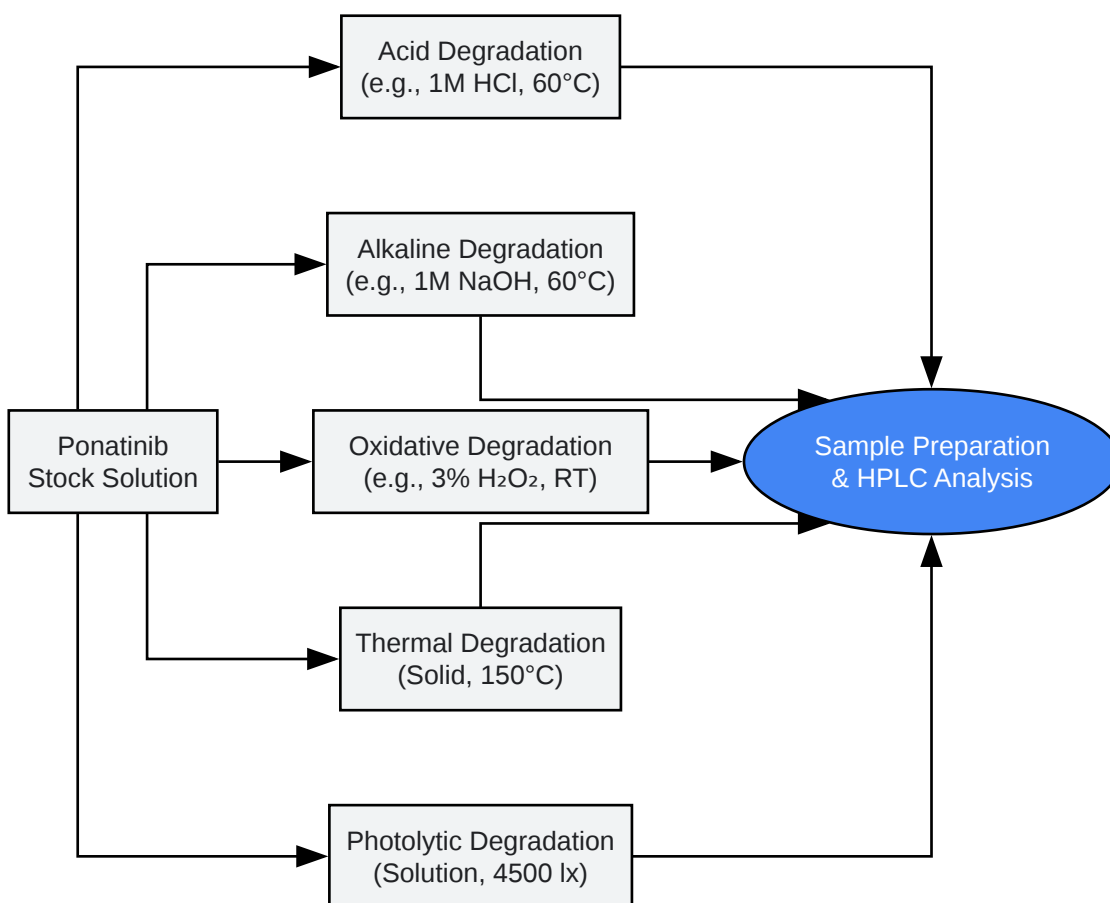 Acid Degradation
(e.g., 1M HCl, 60°C)
Alkaline Degradation
(e.g., 1M NaOH, 60°C)
Ponatinib
Stock Solution
Oxidative Degradation
(e.g., 3% H₂O₂, RT)
Sample Preparation
& HPLC Analysis
Thermal Degradation
(Solid, 150°C)
Photolytic Degradation
(Solution, 4500 lx)